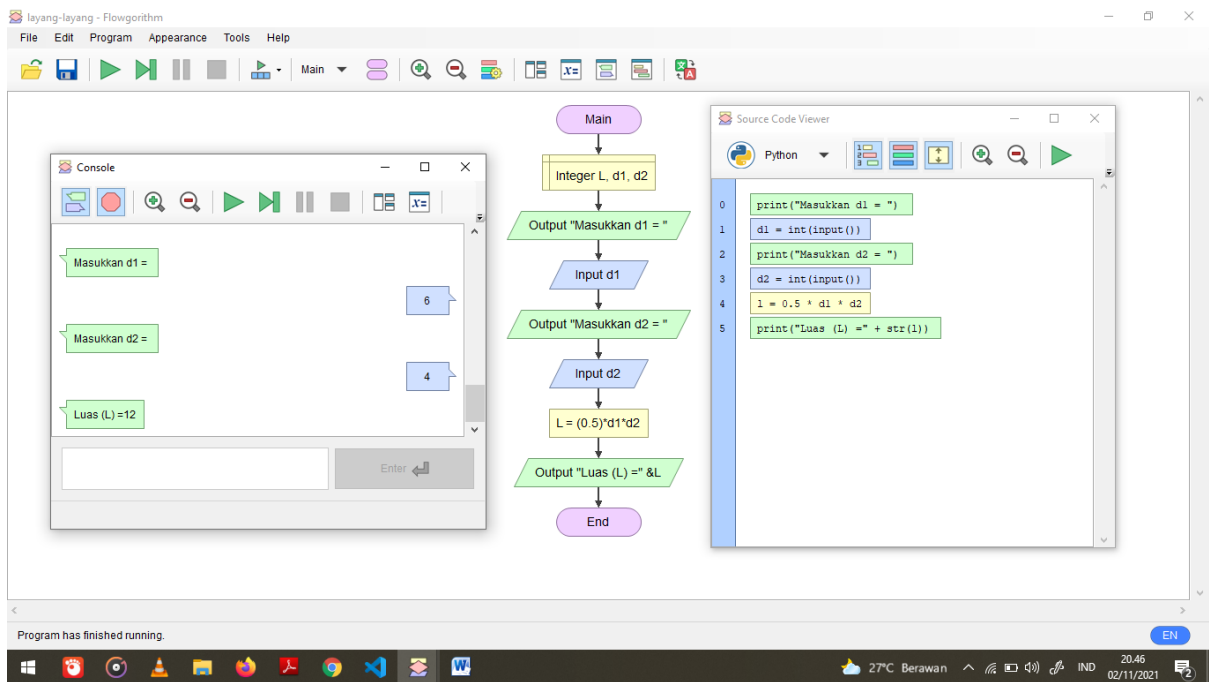 layang-layang - Flowgorithm
File Edit Program Appearance Tools Help
Main
Console
Masukkan d1 =
6
Masukkan d2 =
4
Luas (L) =12
Enter
Main
Integer L, d1, d2
Output "Masukkan d1 = "
Input d1
Output "Masukkan d2 = "
Input d2
L = (0.5)*d1*d2
Output "Luas (L) =" &L
End
Source Code Viewer
Python
0 print("Masukkan d1 = ")
1 d1 = int(input())
2 print("Masukkan d2 = ")
3 d2 = int(input())
4 l = 0.5 * d1 * d2
5 print("Luas (L) =" + str(l))
Program has finished running.
EN
27°C Berawan
IND
20.46
02/11/2021
2